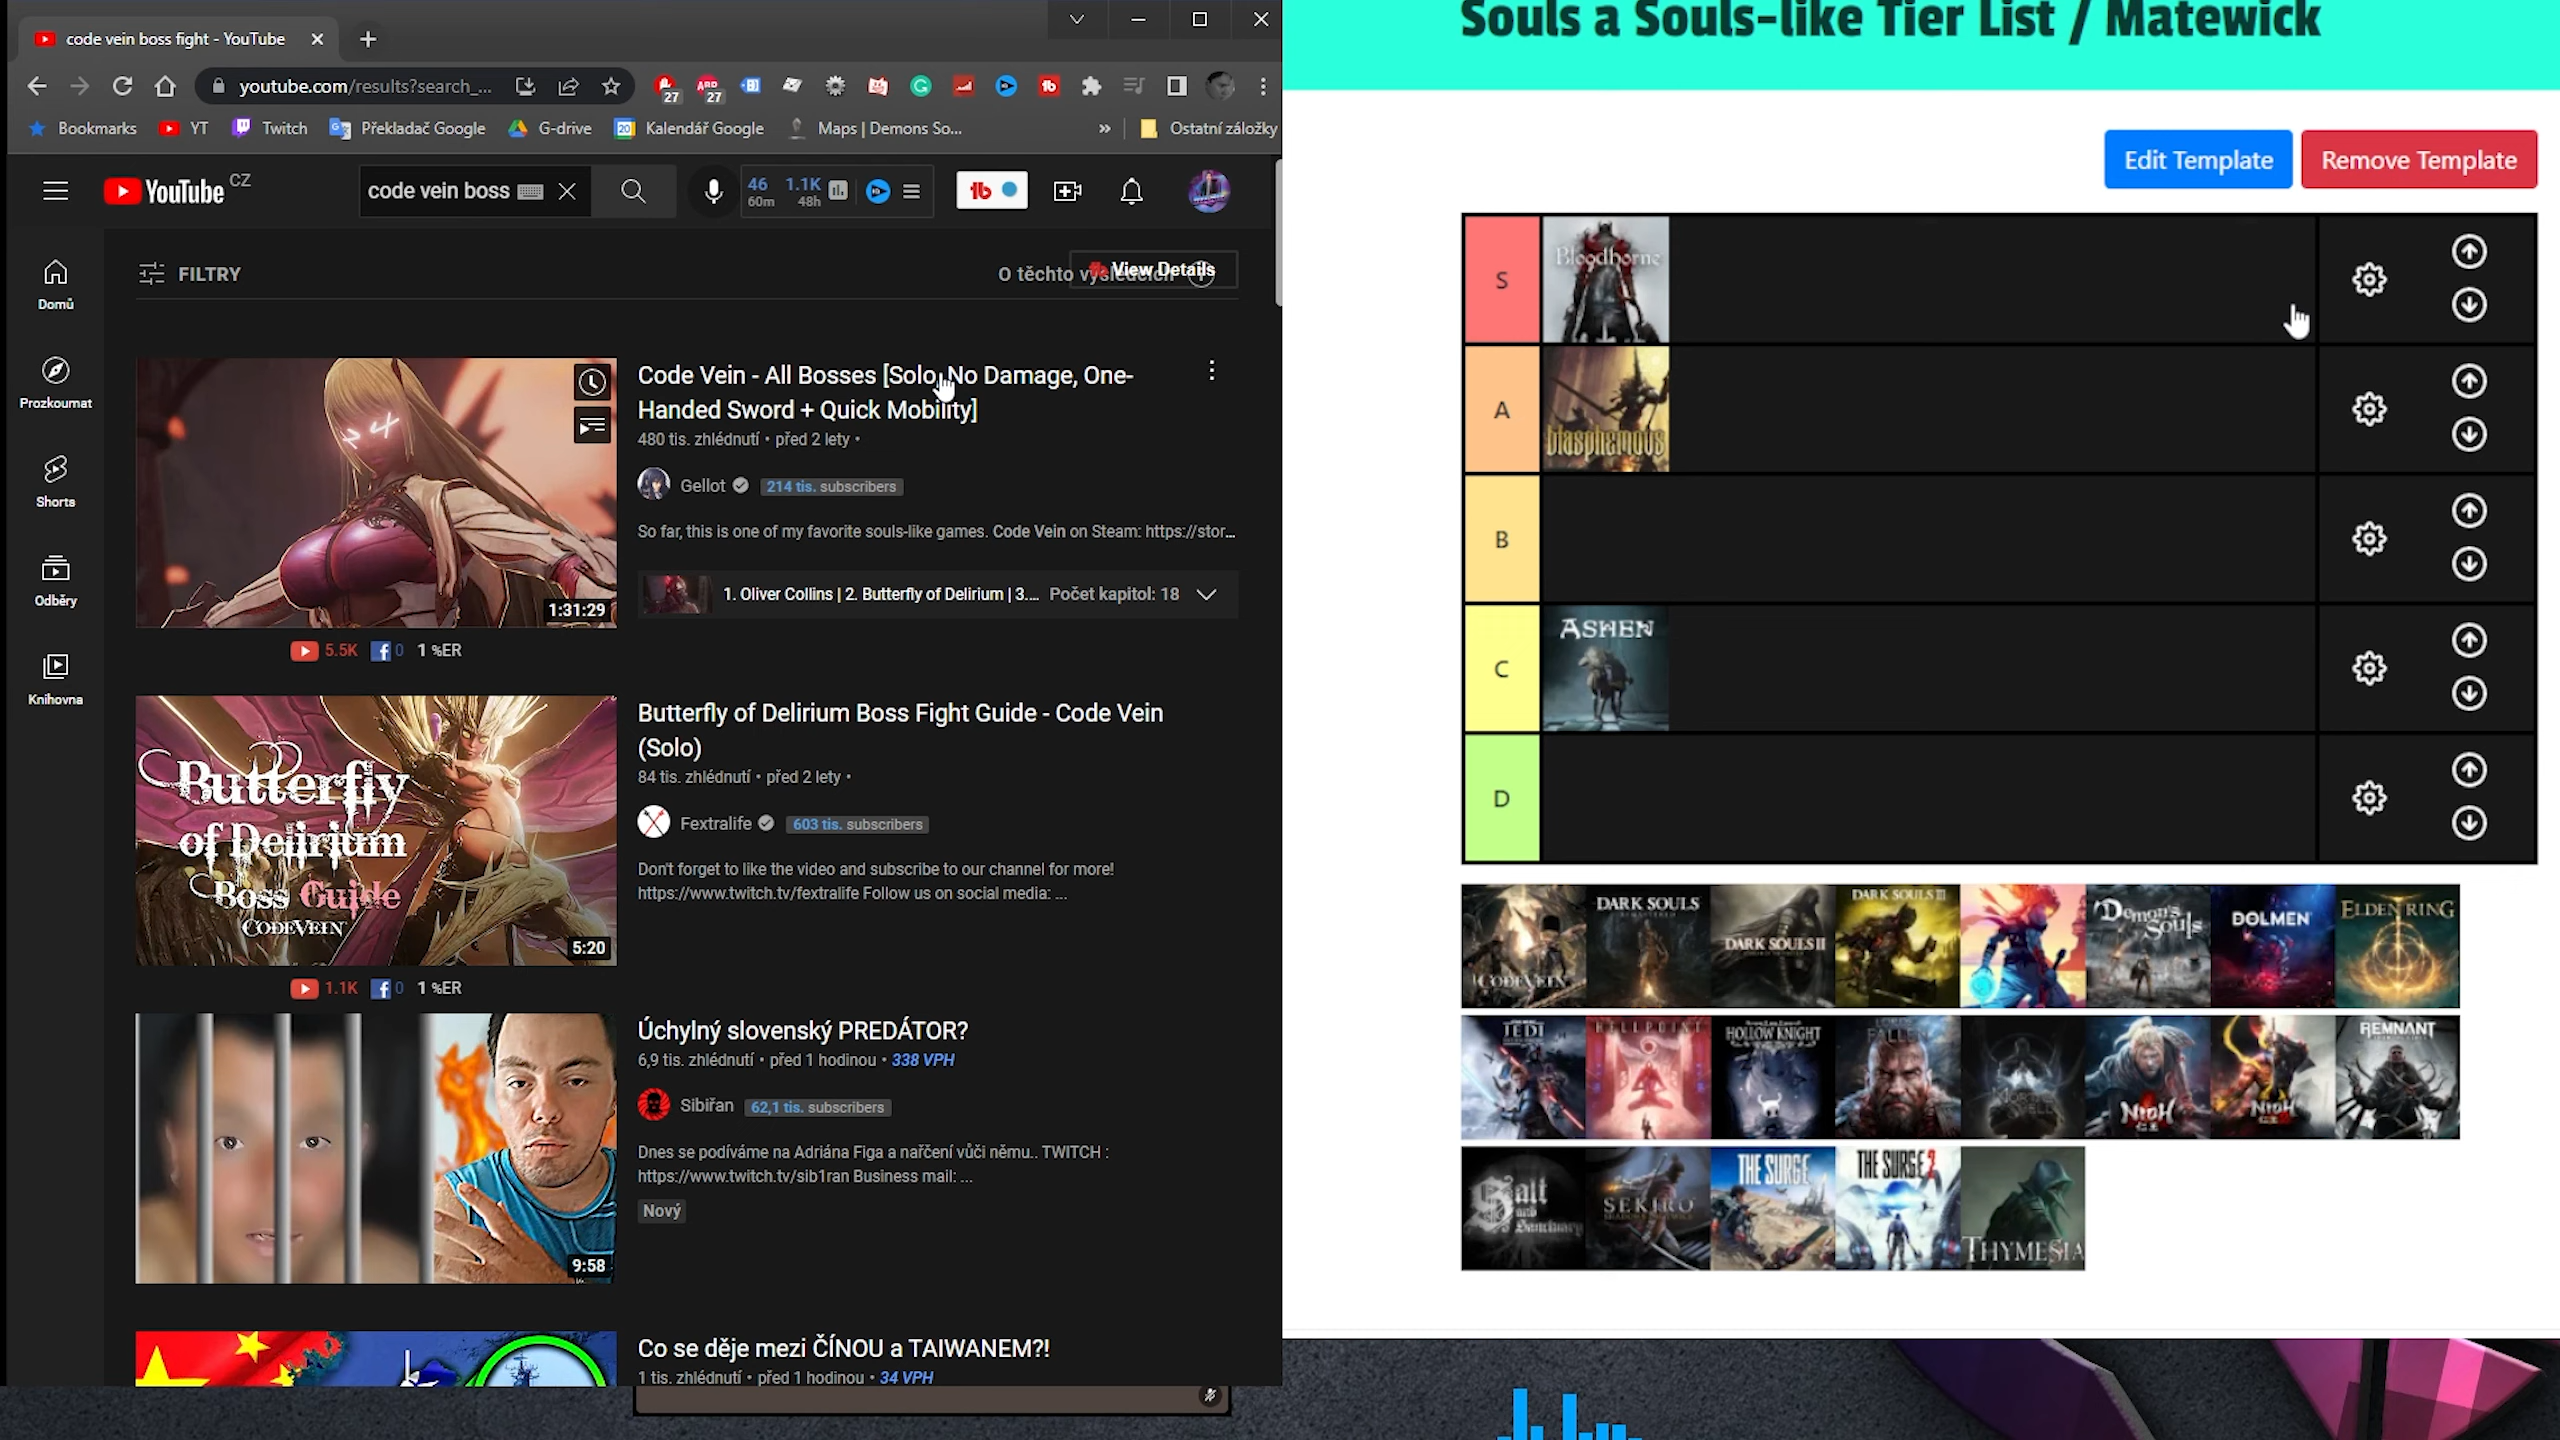 code vein boss fight - YouTube
youtube.com/results?search_...
27
27
Bookmarks
YT
Twitch
Překladač Google
G-drive
20
Kalendář Google
Maps | Demons So...
»
Ostatní záložky
YouTube CZ
code vein boss
46
60m
1.1K
48h
Domů
Prozkoumat
Shorts
Odběry
Knihovna
FILTRY
O těchto výsledcích
View Details
1:31:29
Code Vein - All Bosses [Solo, No Damage, One-
Handed Sword + Quick Mobility]
480 tis. zhlédnutí • před 2 lety •
Gellot
214 tis. subscribers
So far, this is one of my favorite souls-like games. Code Vein on Steam: https://stor...
1. Oliver Collins | 2. Butterfly of Delirium | 3....
Počet kapitol: 18
5.5K
0
1 %ER
Butterfly
of Delirium
Boss Guide
CODEVEIN
5:20
Butterfly of Delirium Boss Fight Guide - Code Vein
(Solo)
84 tis. zhlédnutí • před 2 lety •
Fextralife
603 tis. subscribers
Don't forget to like the video and subscribe to our channel for more!
https://www.twitch.tv/fextralife Follow us on social media: ...
1.1K
0
1 %ER
9:58
Úchylný slovenský PREDÁTOR?
6,9 tis. zhlédnutí • před 1 hodinou • 338 VPH
Sibiřan
62,1 tis. subscribers
Dnes se podíváme na Adriána Figa a nařčení vůči němu.. TWITCH :
https://www.twitch.tv/sib1ran Business mail: ...
Nový
Co se děje mezi ČÍNOU a TAIWANEM?!
1 tis. zhlédnutí • před 1 hodinou • 34 VPH
Souls a Souls-like Tier List / Matewick
Edit Template
Remove Template
S
Bloodborne
A
blasphemous
B
C
ASHEN
D
CODE VEIN
DARK SOULS
REMASTERED
DARK SOULS II
DARK SOULS III
Demon's
Souls
DOLMEN
ELDEN RING
JEDI
HELLPOINT
HOLLOW KNIGHT
FALLEN
MORTAL
SHELL
NIOH
NIOH
REMNANT
Salt
and
Sanctuary
SEKIRO
THE SURGE
THE SURGE 2
THYMESIA